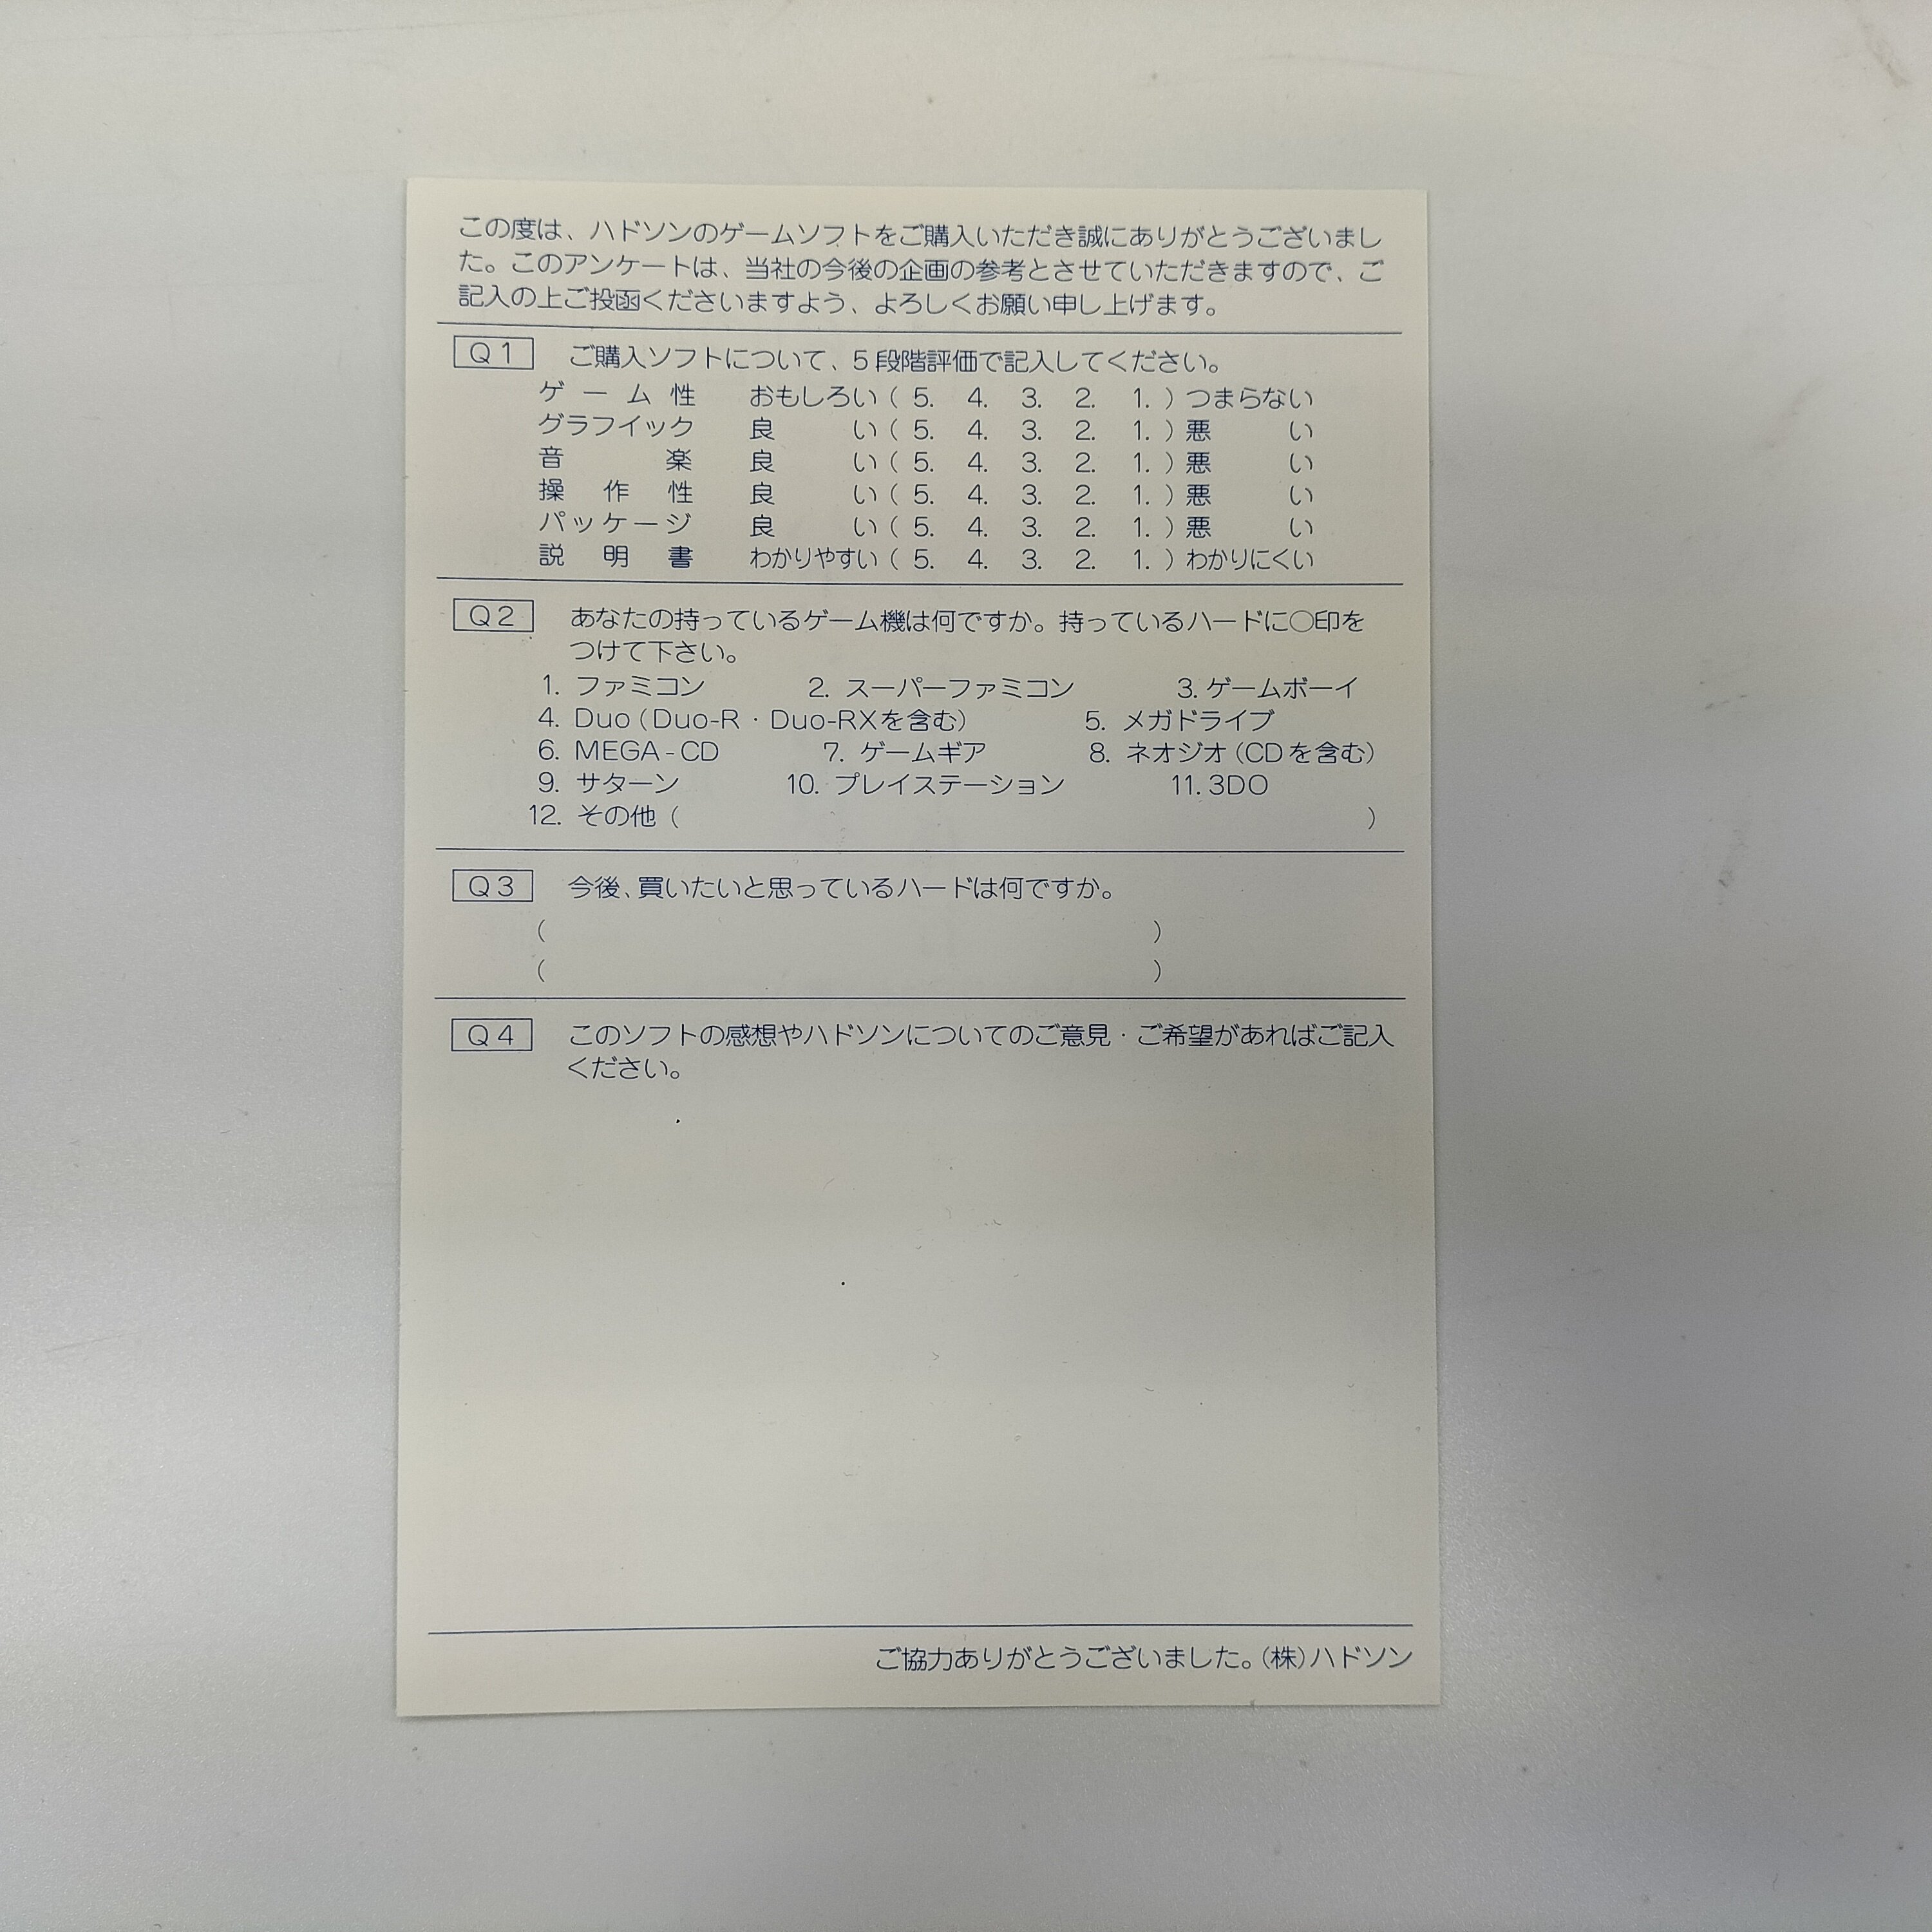 この度は、ハドソンのゲームソフトをご購入いただき誠にありがとうございまし
た。このアンケートは、当社の今後の企画の参考とさせていただきますので、ご
記入の上ご投函くださいますよう、よろしくお願い申し上げます。
Q1 ご購入ソフトについて、5段階評価で記入してください。
ゲーム性 おもしろい ( 5. 4. 3. 2. 1. ) つまらない
グラフイック 良い ( 5. 4. 3. 2. 1. ) 悪い
音楽 良い ( 5. 4. 3. 2. 1. ) 悪い
操作性 良い ( 5. 4. 3. 2. 1. ) 悪い
パッケージ 良い ( 5. 4. 3. 2. 1. ) 悪い
説明書 わかりやすい ( 5. 4. 3. 2. 1. ) わかりにくい
Q2 あなたの持っているゲーム機は何ですか。持っているハードに○印を
つけて下さい。
1. ファミコン 2. スーパーファミコン 3. ゲームボーイ
4. Duo (Duo-R・Duo-RXを含む) 5. メガドライブ
6. MEGA-CD 7. ゲームギア 8. ネオジオ (CDを含む)
9. サターン 10. プレイステーション 11. 3DO
12. その他 ( )
Q3 今後、買いたいと思っているハードは何ですか。
( )
( )
Q4 このソフトの感想やハドソンについてのご意見・ご希望があればご記入
ください。
ご協力ありがとうございました。(株)ハドソン